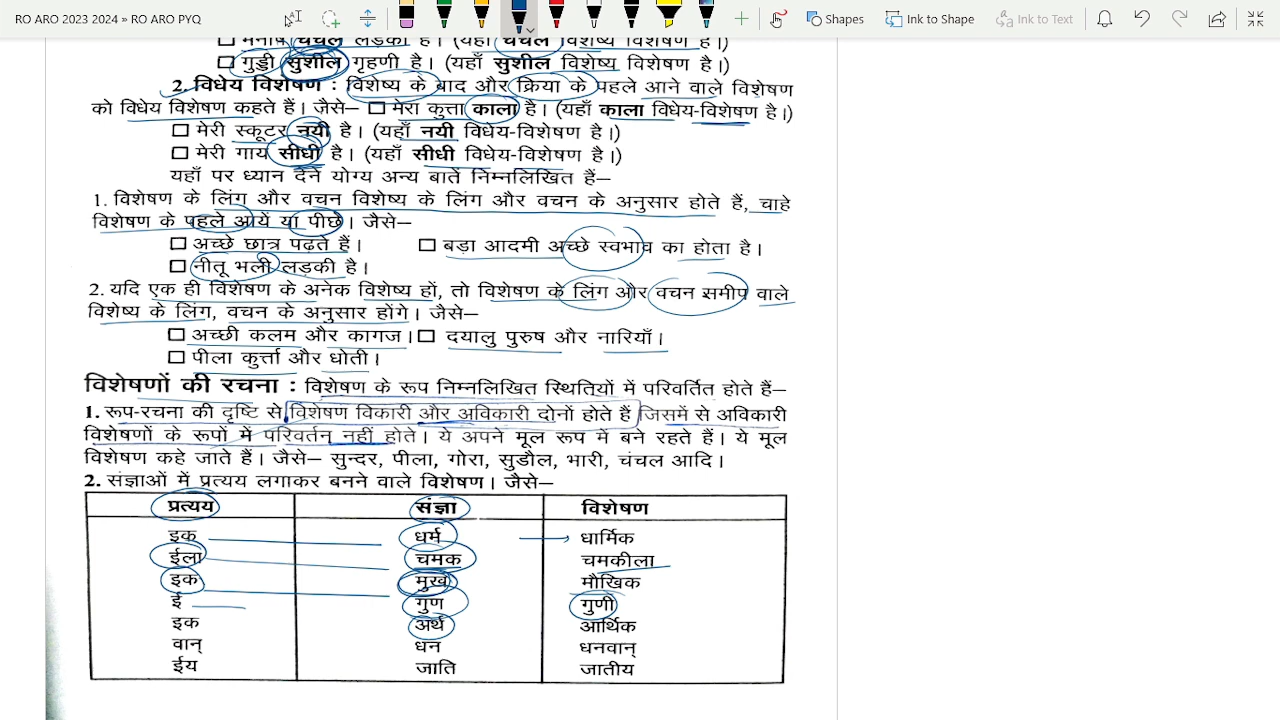 RO ARO 2023 2024 » RO ARO PYQ
Shapes
Ink to Shape
Ink to Text
☐ मनीष चंचल लड़का है। (यहाँ चंचल विशेष्य विशेषण है।)
☐ गुड्डो सुशील गृहणी है। (यहाँ सुशील विशेष्य विशेषण है।)
2. विधेय विशेषण : विशेष्य के बाद और क्रिया के पहले आने वाले विशेषण
को विधेय विशेषण कहते हैं। जैसे– ☐ मेरा कुत्ता काला है। (यहाँ काला विधेय-विशेषण है।)
☐ मेरी स्कूटर नयी है। (यहाँ नयी विधेय-विशेषण है।)
☐ मेरी गाय सीधी है। (यहाँ सीधी विधेय-विशेषण है।)
यहाँ पर ध्यान देने योग्य अन्य बातें निम्नलिखित हैं–
1. विशेषण के लिंग और वचन विशेष्य के लिंग और वचन के अनुसार होते हैं, चाहे
विशेषण के पहले आयें या पीछे। जैसे–
☐ अच्छे छात्र पढ़ते हैं। ☐ बड़ा आदमी अच्छे स्वभाव का होता है।
☐ नीतू भली लड़की है।
2. यदि एक ही विशेषण के अनेक विशेष्य हों, तो विशेषण के लिंग और वचन समीप वाले
विशेष्य के लिंग, वचन के अनुसार होंगे। जैसे–
☐ अच्छी कलम और कागज। ☐ दयालु पुरुष और नारियाँ।
☐ पीला कुर्त्ता और धोती।
विशेषणों की रचना : विशेषण के रूप निम्नलिखित स्थितियों में परिवर्तित होते हैं–
1. रूप-रचना की दृष्टि से विशेषण विकारी और अविकारी दोनों होते हैं जिसमें से अविकारी
विशेषणों के रूपों में परिवर्तन नहीं होते। ये अपने मूल रूप में बने रहते हैं। ये मूल
विशेषण कहे जाते हैं। जैसे– सुन्दर, पीला, गोरा, सुडौल, भारी, चंचल आदि।
2. संज्ञाओं में प्रत्यय लगाकर बनने वाले विशेषण। जैसे–
प्रत्यय संज्ञा विशेषण
इक धर्म धार्मिक
ईला चमक चमकीला
इक मुख मौखिक
ई गुण गुणी
इक अर्थ आर्थिक
वान् धन धनवान्
ईय जाति जातीय